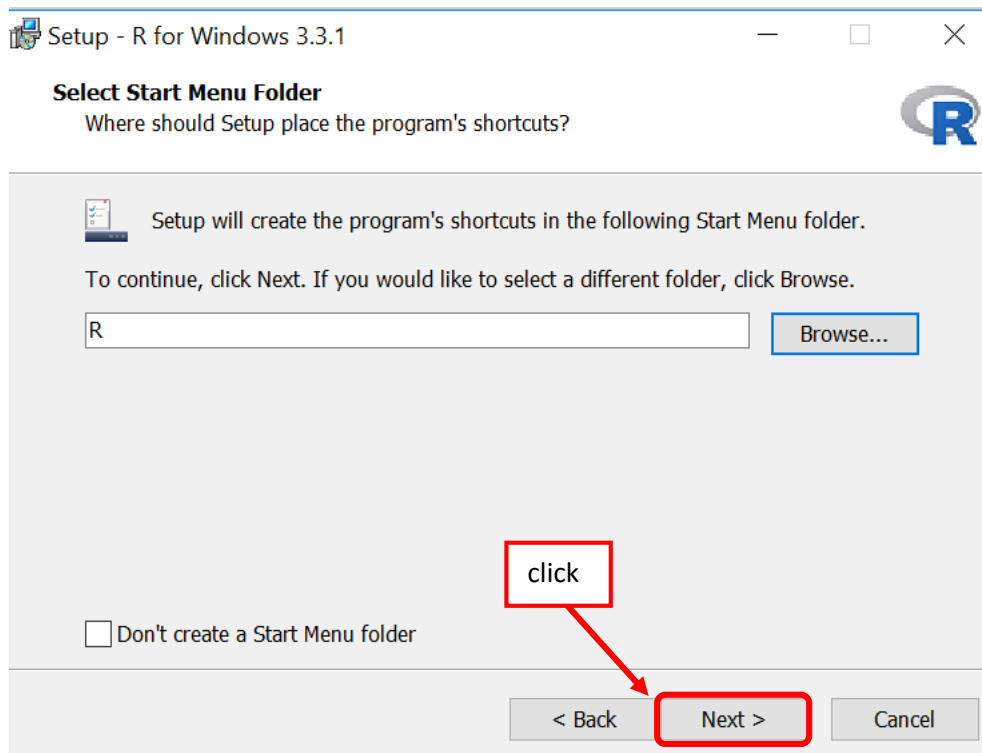 Setup - R for Windows 3.3.1
Select Start Menu Folder
Where should Setup place the program's shortcuts?
R
Setup will create the program's shortcuts in the following Start Menu folder.
To continue, click Next. If you would like to select a different folder, click Browse.
R
Browse...
click
Don't create a Start Menu folder
< Back
Next >
Cancel